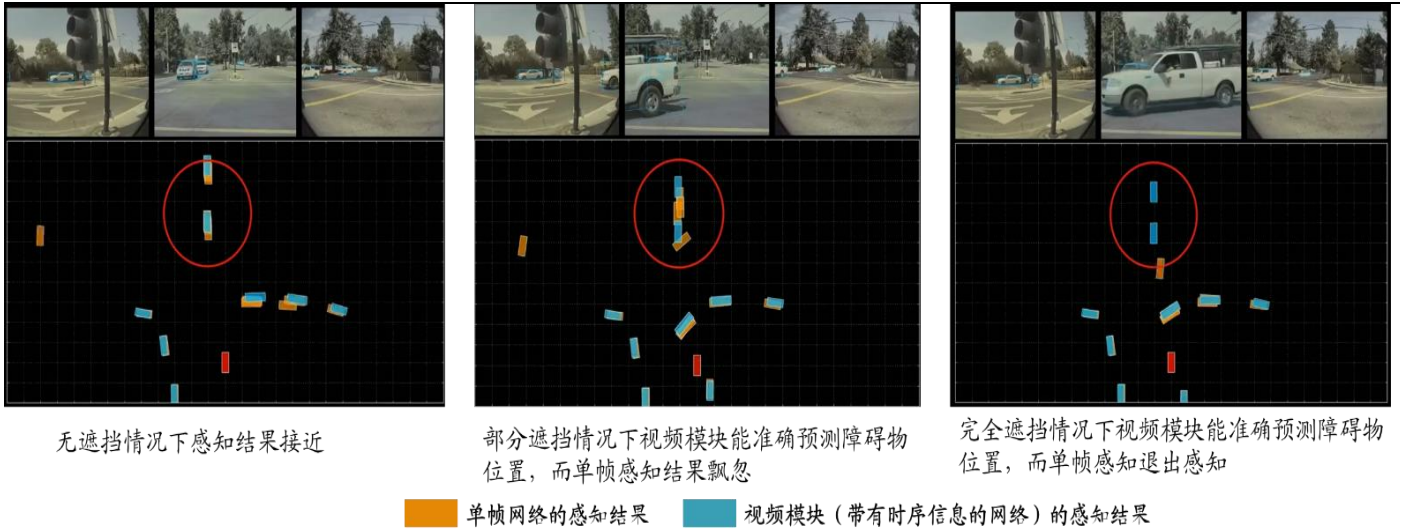 无遮挡情况下感知结果接近
部分遮挡情况下视频模块能准确预测障碍物
位置，而单帧感知结果飘忽
完全遮挡情况下视频模块能准确预测障碍物
位置，而单帧感知退出感知
单帧网络的感知结果
视频模块（带有时序信息的网络）的感知结果